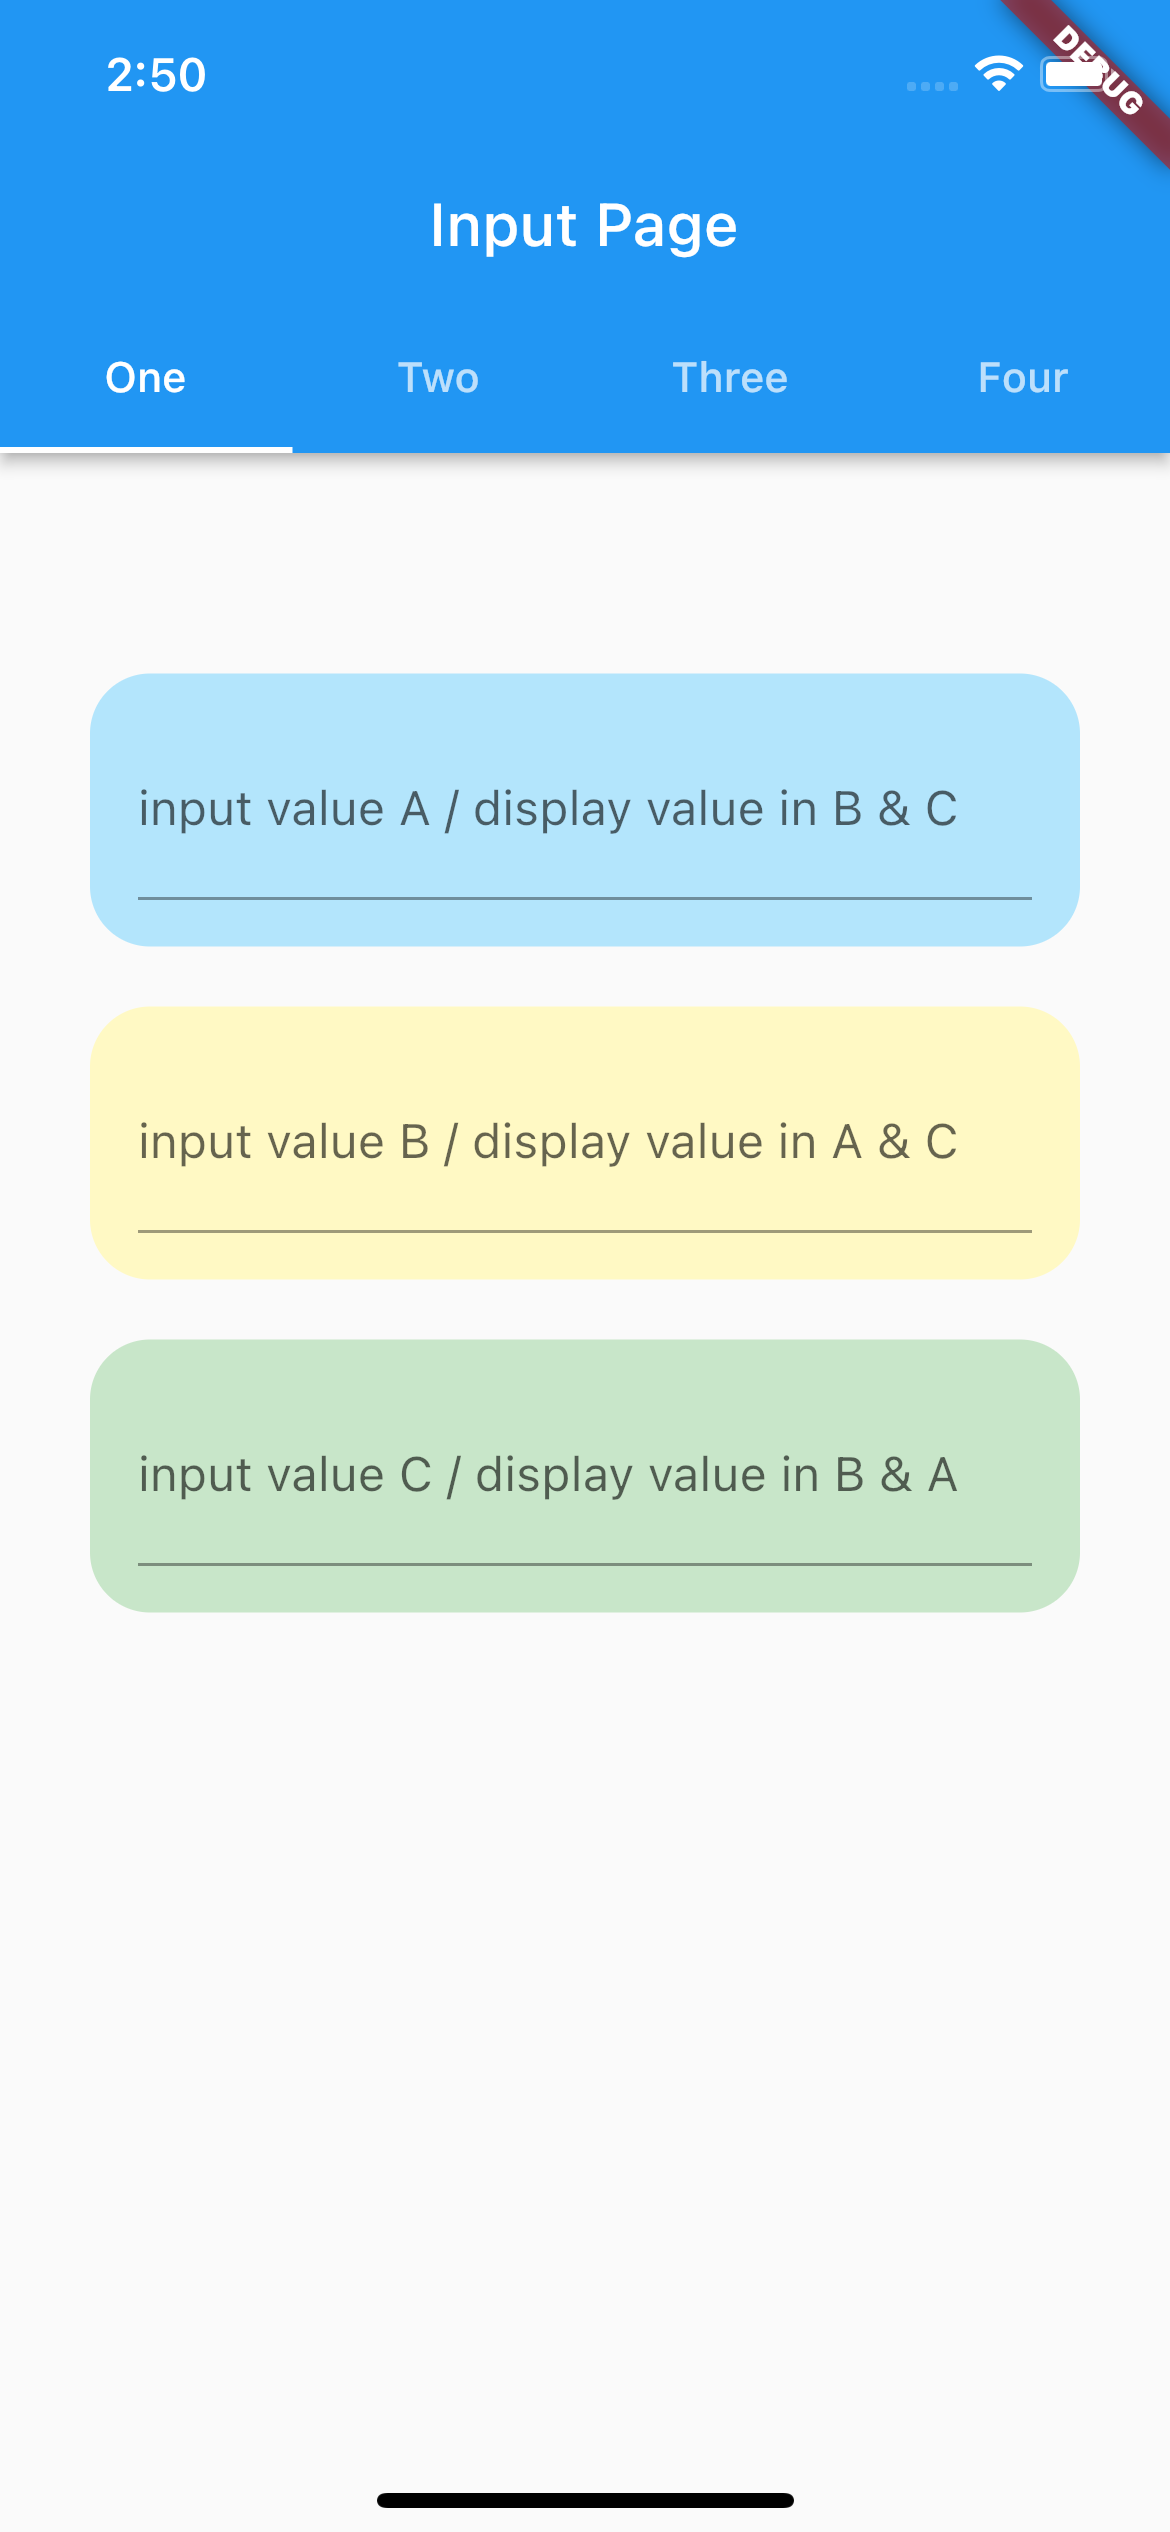 2:50
DEBUG
Input Page
One Two Three Four
input value A / display value in B & C
input value B / display value in A & C
input value C / display value in B & A